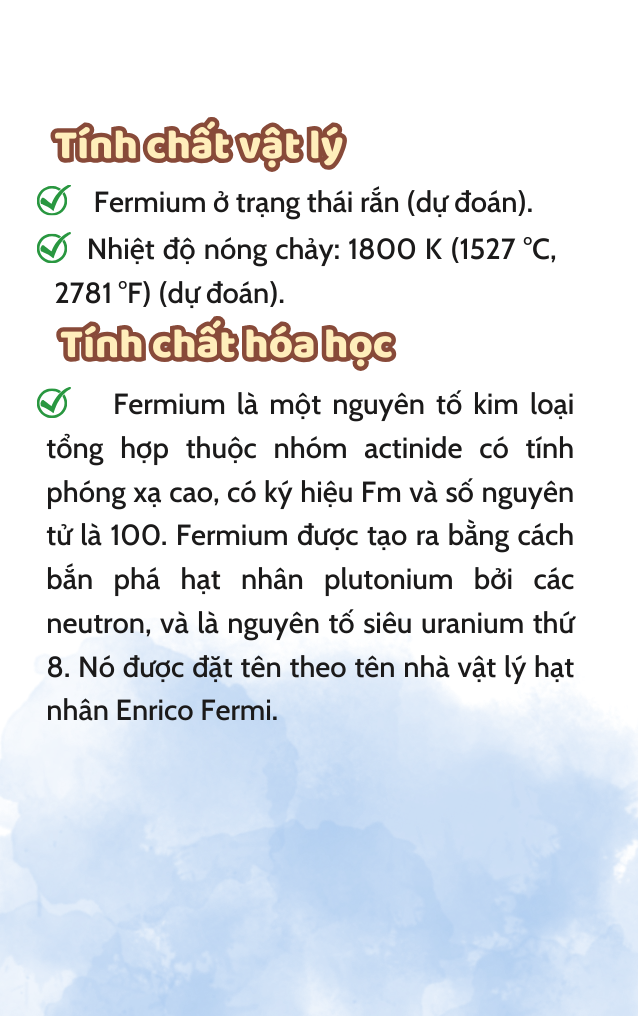 Tính chất vật lý
Fermium ở trạng thái rắn (dự đoán).
Nhiệt độ nóng chảy: 1800 K (1527 °C,
2781 °F) (dự đoán).
Tính chất hóa học
Fermium là một nguyên tố kim loại
tổng hợp thuộc nhóm actinide có tính
phóng xạ cao, có ký hiệu Fm và số nguyên
tử là 100. Fermium được tạo ra bằng cách
bắn phá hạt nhân plutonium bởi các
neutron, và là nguyên tố siêu uranium thứ
8. Nó được đặt tên theo tên nhà vật lý hạt
nhân Enrico Fermi.